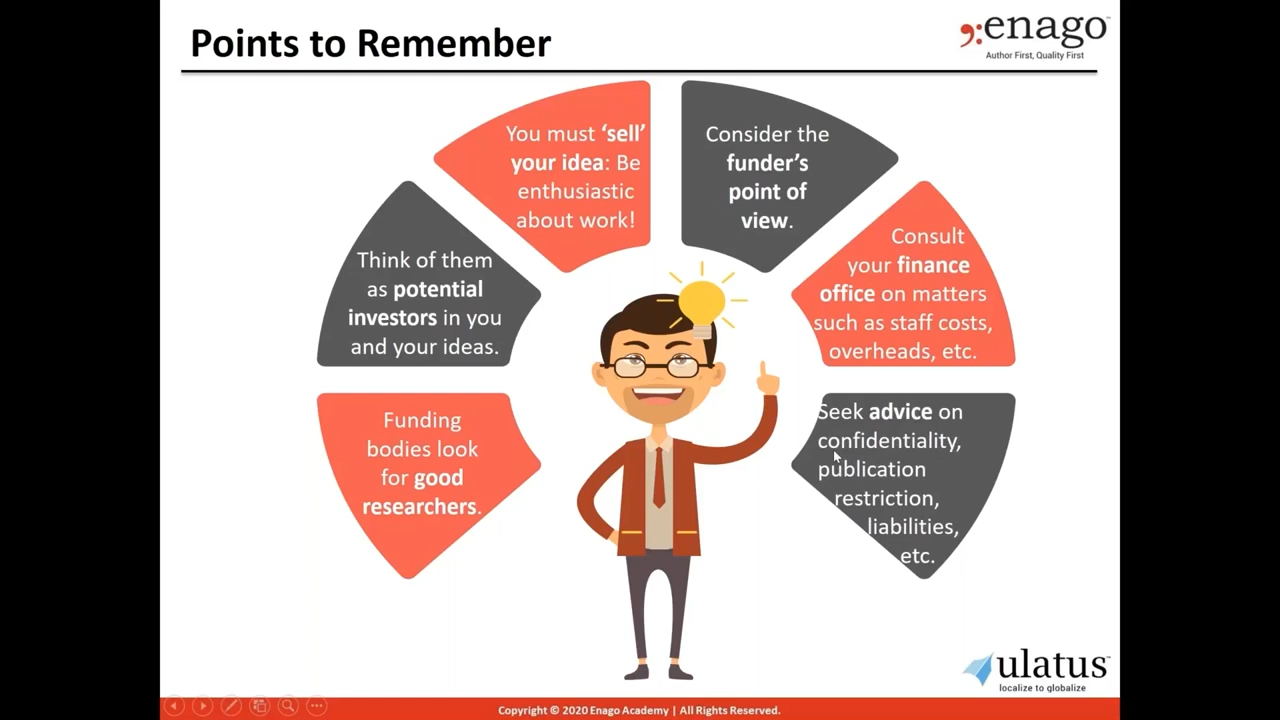 Points to Remember
enago™
Author First, Quality First
Funding
bodies look
for good
researchers.
Think of them
as potential
investors in you
and your ideas.
You must ‘sell’
your idea: Be
enthusiastic
about work!
Consider the
funder’s
point of
view.
Consult
your finance
office on matters
such as staff costs,
overheads, etc.
Seek advice on
confidentiality,
publication
restriction,
liabilities,
etc.
ulatus™
localize to globalize
Copyright © 2020 Enago Academy | All Rights Reserved.